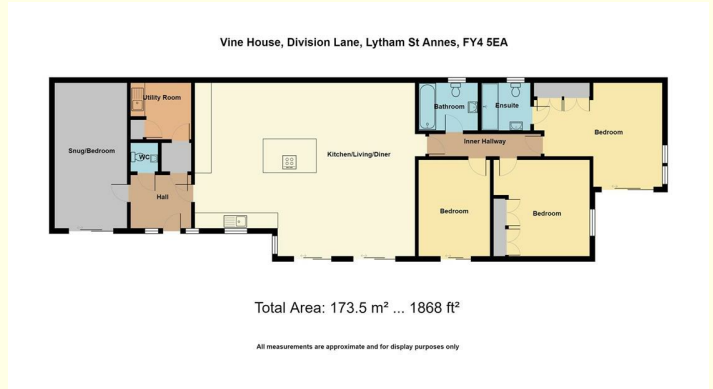 Vine House, Division Lane, Lytham St Annes, FY4 5EA
Utility Room
Bathroom
Ensuite
Bedroom
Snug/Bedroom
WC
Kitchen/Living/Diner
Inner Hallway
Hall
Bedroom
Bedroom
Total Area: 173.5 m² ... 1868 ft²
All measurements are approximate and for display purposes only